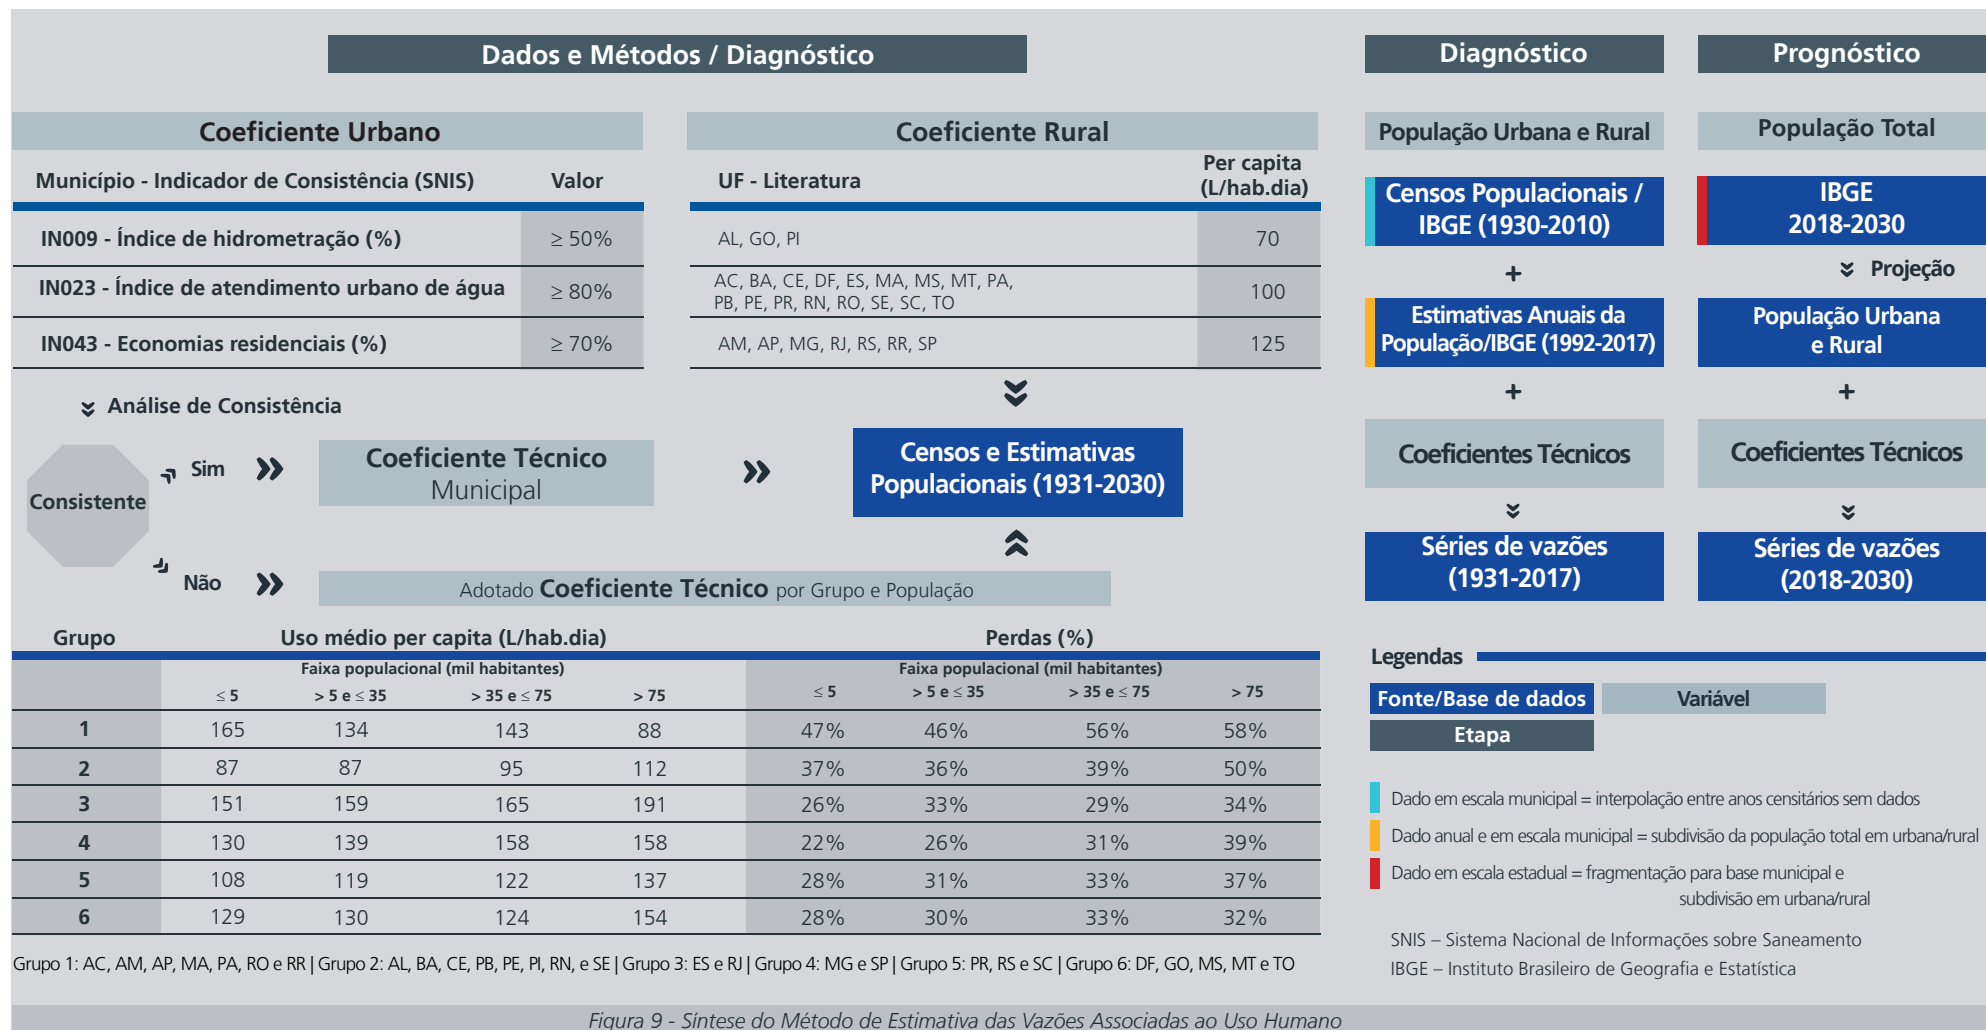 Dados e Métodos / Diagnóstico
Coeficiente Urbano
Município - Indicador de Consistência (SNIS) Valor
IN009 - Índice de hidrometração (%) ≥ 50%
IN023 - Índice de atendimento urbano de água ≥ 80%
IN043 - Economias residenciais (%) ≥ 70%
Coeficiente Rural
UF - Literatura Per capita
(L/hab.dia)
AL, GO, PI 70
AC, BA, CE, DF, ES, MA, MS, MT, PA,
PB, PE, PR, RN, RO, SE, SC, TO 100
AM, AP, MG, RJ, RS, RR, SP 125
Análise de Consistência
Consistente
Sim
Coeficiente Técnico
Municipal
Censos e Estimativas
Populacionais (1931-2030)
Não
Adotado Coeficiente Técnico por Grupo e População
Grupo Uso médio per capita (L/hab.dia) Perdas (%)
Faixa populacional (mil habitantes) Faixa populacional (mil habitantes)
≤ 5 > 5 e ≤ 35 > 35 e ≤ 75 > 75 ≤ 5 > 5 e ≤ 35 > 35 e ≤ 75 > 75
1 165 134 143 88 47% 46% 56% 58%
2 87 87 95 112 37% 36% 39% 50%
3 151 159 165 191 26% 33% 29% 34%
4 130 139 158 158 22% 26% 31% 39%
5 108 119 122 137 28% 31% 33% 37%
6 129 130 124 154 28% 30% 33% 32%
Grupo 1: AC, AM, AP, MA, PA, RO e RR | Grupo 2: AL, BA, CE, PB, PE, PI, RN, e SE | Grupo 3: ES e RJ | Grupo 4: MG e SP | Grupo 5: PR, RS e SC | Grupo 6: DF, GO, MS, MT e TO
Diagnóstico
População Urbana e Rural
Censos Populacionais /
IBGE (1930-2010)
+
Estimativas Anuais da
População/IBGE (1992-2017)
+
Coeficientes Técnicos
Séries de vazões
(1931-2017)
Prognóstico
População Total
IBGE
2018-2030
Projeção
População Urbana
e Rural
+
Coeficientes Técnicos
Séries de vazões
(2018-2030)
Legendas
Fonte/Base de dados Variável
Etapa
Dado em escala municipal = interpolação entre anos censitários sem dados
Dado anual e em escala municipal = subdivisão da população total em urbana/rural
Dado em escala estadual = fragmentação para base municipal e
subdivisão em urbana/rural
SNIS – Sistema Nacional de Informações sobre Saneamento
IBGE – Instituto Brasileiro de Geografia e Estatística
Figura 9 - Síntese do Método de Estimativa das Vazões Associadas ao Uso Humano